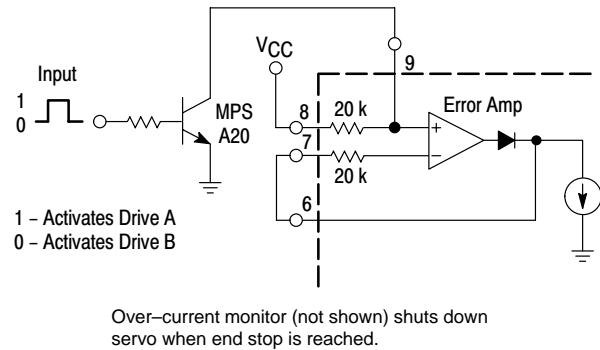 Input
1
0
MPS
A20
VCC
9
8
20 k
Error Amp
+
7
–
20 k
6
1 – Activates Drive A
0 – Activates Drive B
Over–current monitor (not shown) shuts down
servo when end stop is reached.